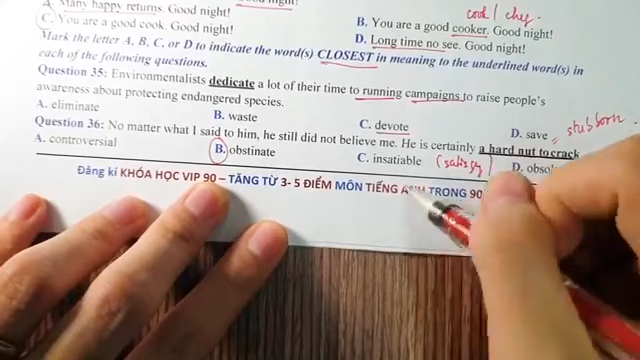 A. Many happy returns. Good night!
cook / chef.
B. You are a good cooker. Good night!
C. You are a good cook. Good night!
D. Long time no see. Good night!
Mark the letter A, B, C, or D to indicate the word(s) CLOSEST in meaning to the underlined word(s) in
each of the following questions.
Question 35: Environmentalists dedicate a lot of their time to running campaigns to raise people's
awareness about protecting endangered species.
A. eliminate B. waste C. devote D. save
= stubborn.
Question 36: No matter what I said to him, he still did not believe me. He is certainly a hard nut to crack
A. controversial B. obstinate C. insatiable (satisfy) D.
Đăng kí KHÓA HỌC VIP 90 – TĂNG TỪ 3- 5 ĐIỂM MÔN TIẾNG ANH TRONG 90